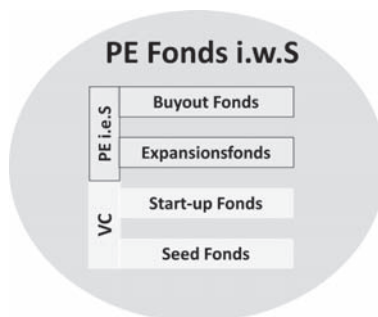 PE Fonds i.w.S
PE i.e.S
Buyout Fonds
Expansionsfonds
VC
Start-up Fonds
Seed Fonds